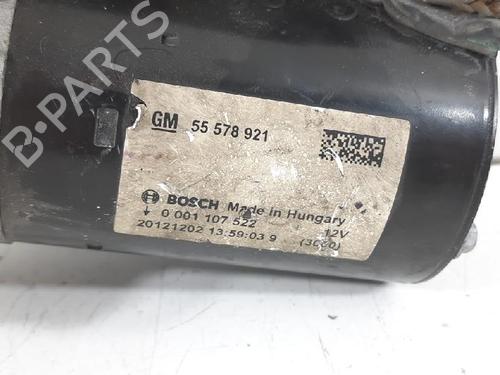 GM 55 578 921
BOSCH Made in Hungary
0 001 107 522 12V
20121202 13:59:03 9 (3060)
B-PARTS